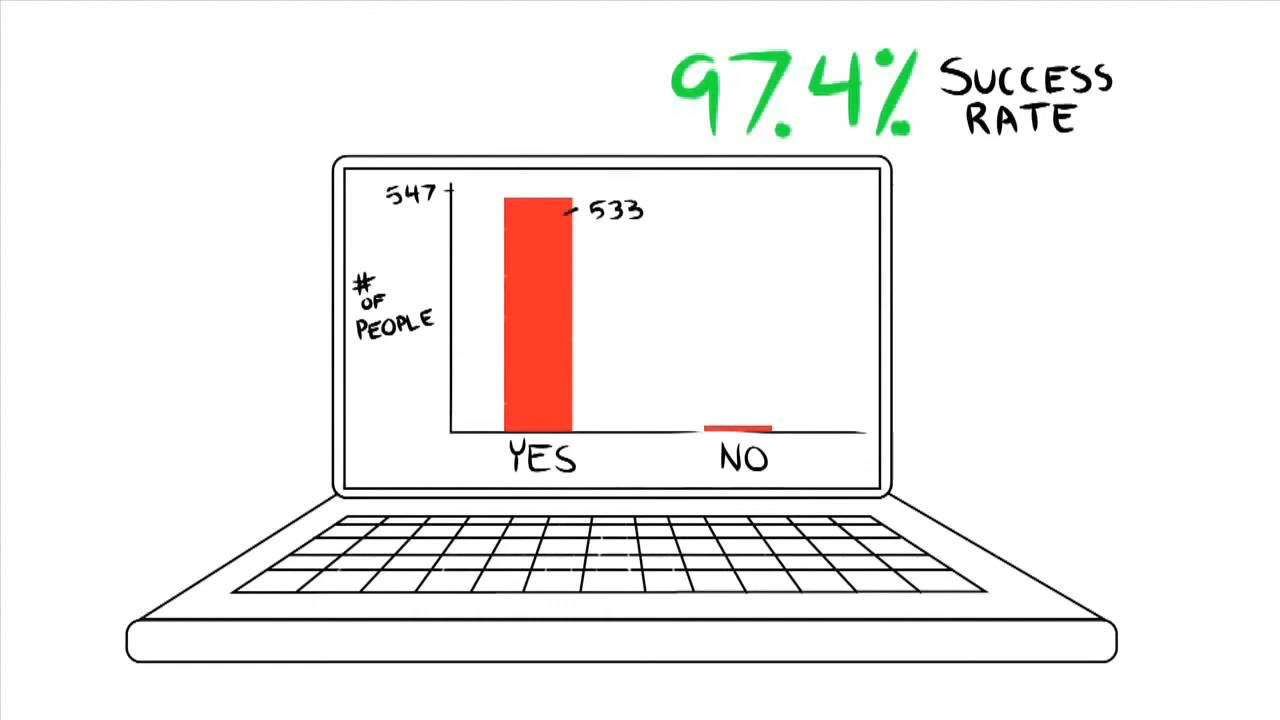 97.4% SUCCESS
RATE
547
533
#
OF
PEOPLE
YES NO